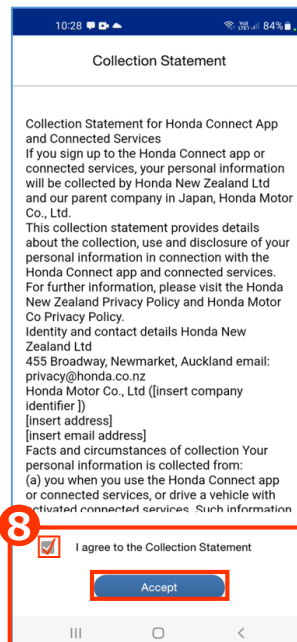 10:28
84%
Collection Statement
Collection Statement for Honda Connect App
and Connected Services
If you sign up to the Honda Connect app or
connected services, your personal information
will be collected by Honda New Zealand Ltd
and our parent company in Japan, Honda Motor
Co., Ltd.
This collection statement provides details
about the collection, use and disclosure of your
personal information in connection with the
Honda Connect app and connected services.
For further information, please visit the Honda
New Zealand Privacy Policy and Honda Motor
Co Privacy Policy.
Identity and contact details Honda New
Zealand Ltd
455 Broadway, Newmarket, Auckland email:
privacy@honda.co.nz
Honda Motor Co., Ltd ([insert company
identifier ])
[insert address]
[insert email address]
Facts and circumstances of collection Your
personal information is collected from:
(a) you when you use the Honda Connect app
or connected services, or drive a vehicle with
activated connected services. Such information
8
I agree to the Collection Statement
Accept